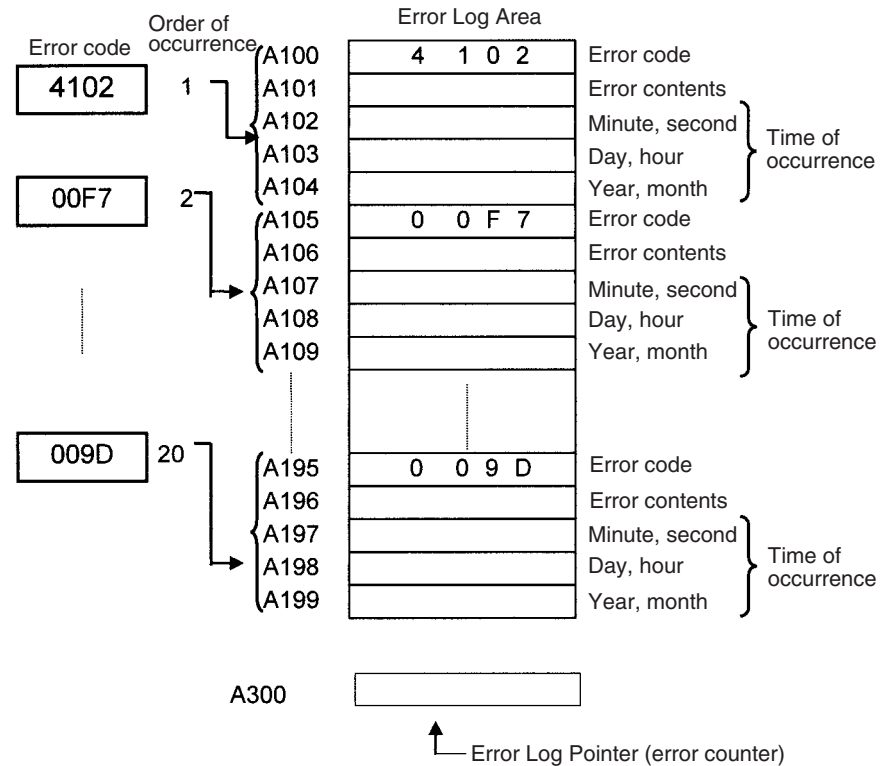 Error Log Area
Order of
occurrence
Error code
4102
1
A100 4 1 0 2 Error code
A101 Error contents
A102 Minute, second
A103 Day, hour
A104 Year, month
Time of
occurrence
00F7
2
A105 0 0 F 7 Error code
A106 Error contents
A107 Minute, second
A108 Day, hour
A109 Year, month
Time of
occurrence
009D
20
A195 0 0 9 D Error code
A196 Error contents
A197 Minute, second
A198 Day, hour
A199 Year, month
Time of
occurrence
A300
Error Log Pointer (error counter)